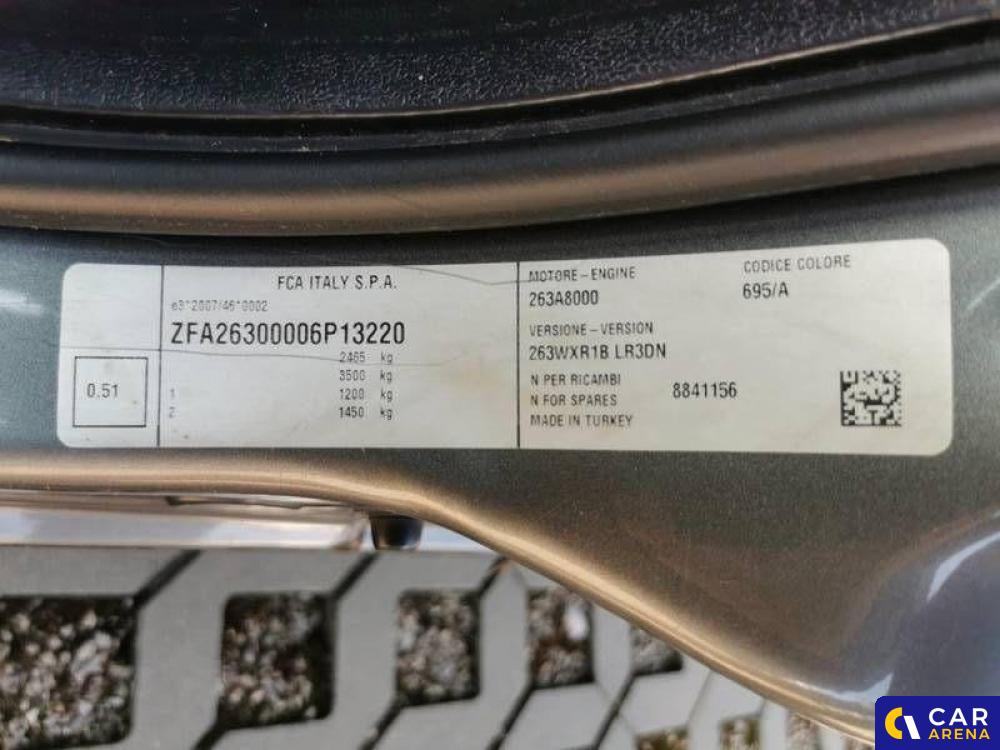 FCA ITALY S.P.A.
e3*2007/46*0002
ZFA26300006P13220
2465 kg
3500 kg
1 1200 kg
2 1450 kg
0.51
MOTORE - ENGINE
263A8000
CODICE COLORE
695/A
VERSIONE - VERSION
263WXR1B LR3DN
N PER RICAMBI
N FOR SPARES
8841156
MADE IN TURKEY
CAR
ARENA